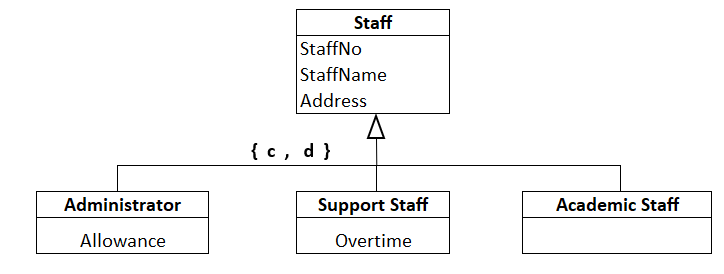 Staff
StaffNo
StaffName
Address
{ c , d }
Administrator
Allowance
Support Staff
Overtime
Academic Staff